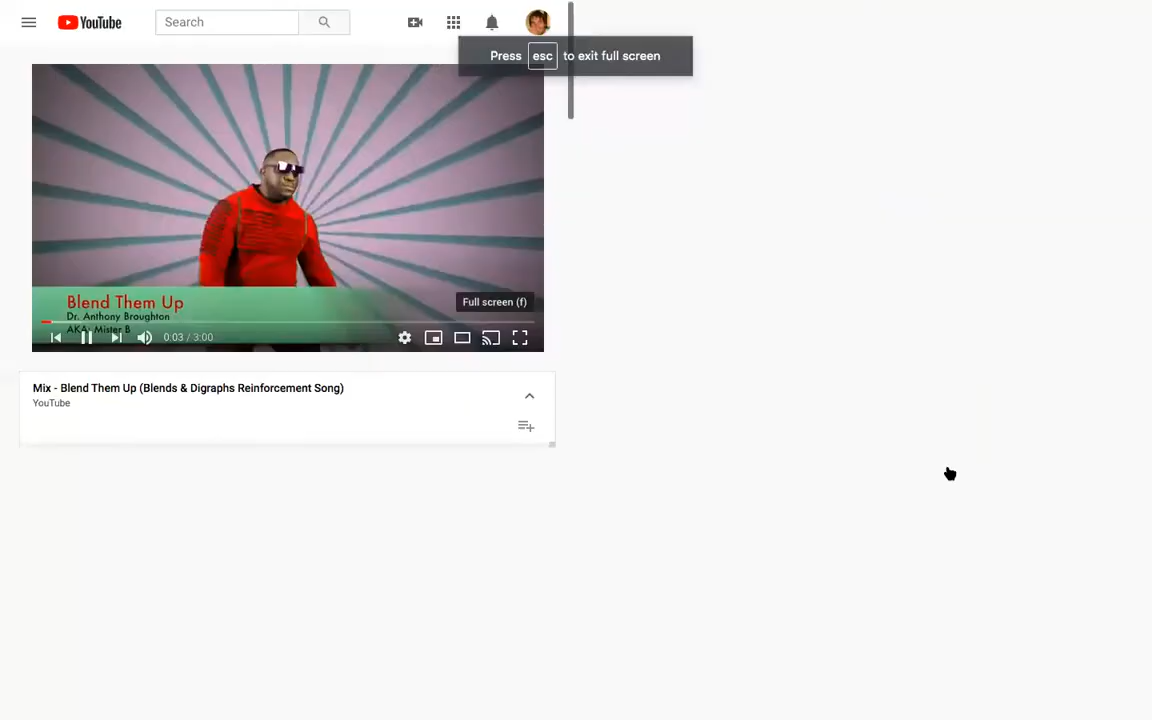 YouTube
Search
Press esc to exit full screen
Blend Them Up
Dr. Anthony Broughton
AKA: Mister B
Full screen (f)
0:03 / 3:00
Mix - Blend Them Up (Blends & Digraphs Reinforcement Song)
YouTube